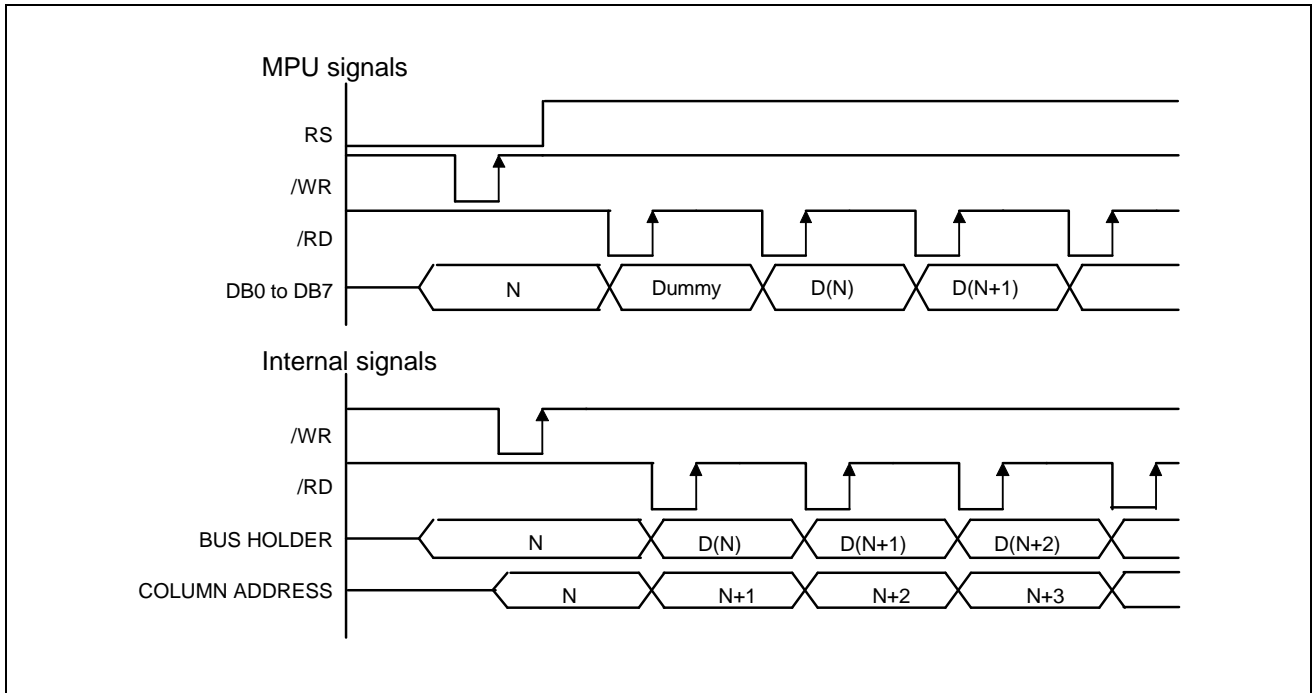 MPU signals
RS
/WR
/RD
DB0 to DB7 N Dummy D(N) D(N+1)
Internal signals
/WR
/RD
BUS HOLDER N D(N) D(N+1) D(N+2)
COLUMN ADDRESS N N+1 N+2 N+3